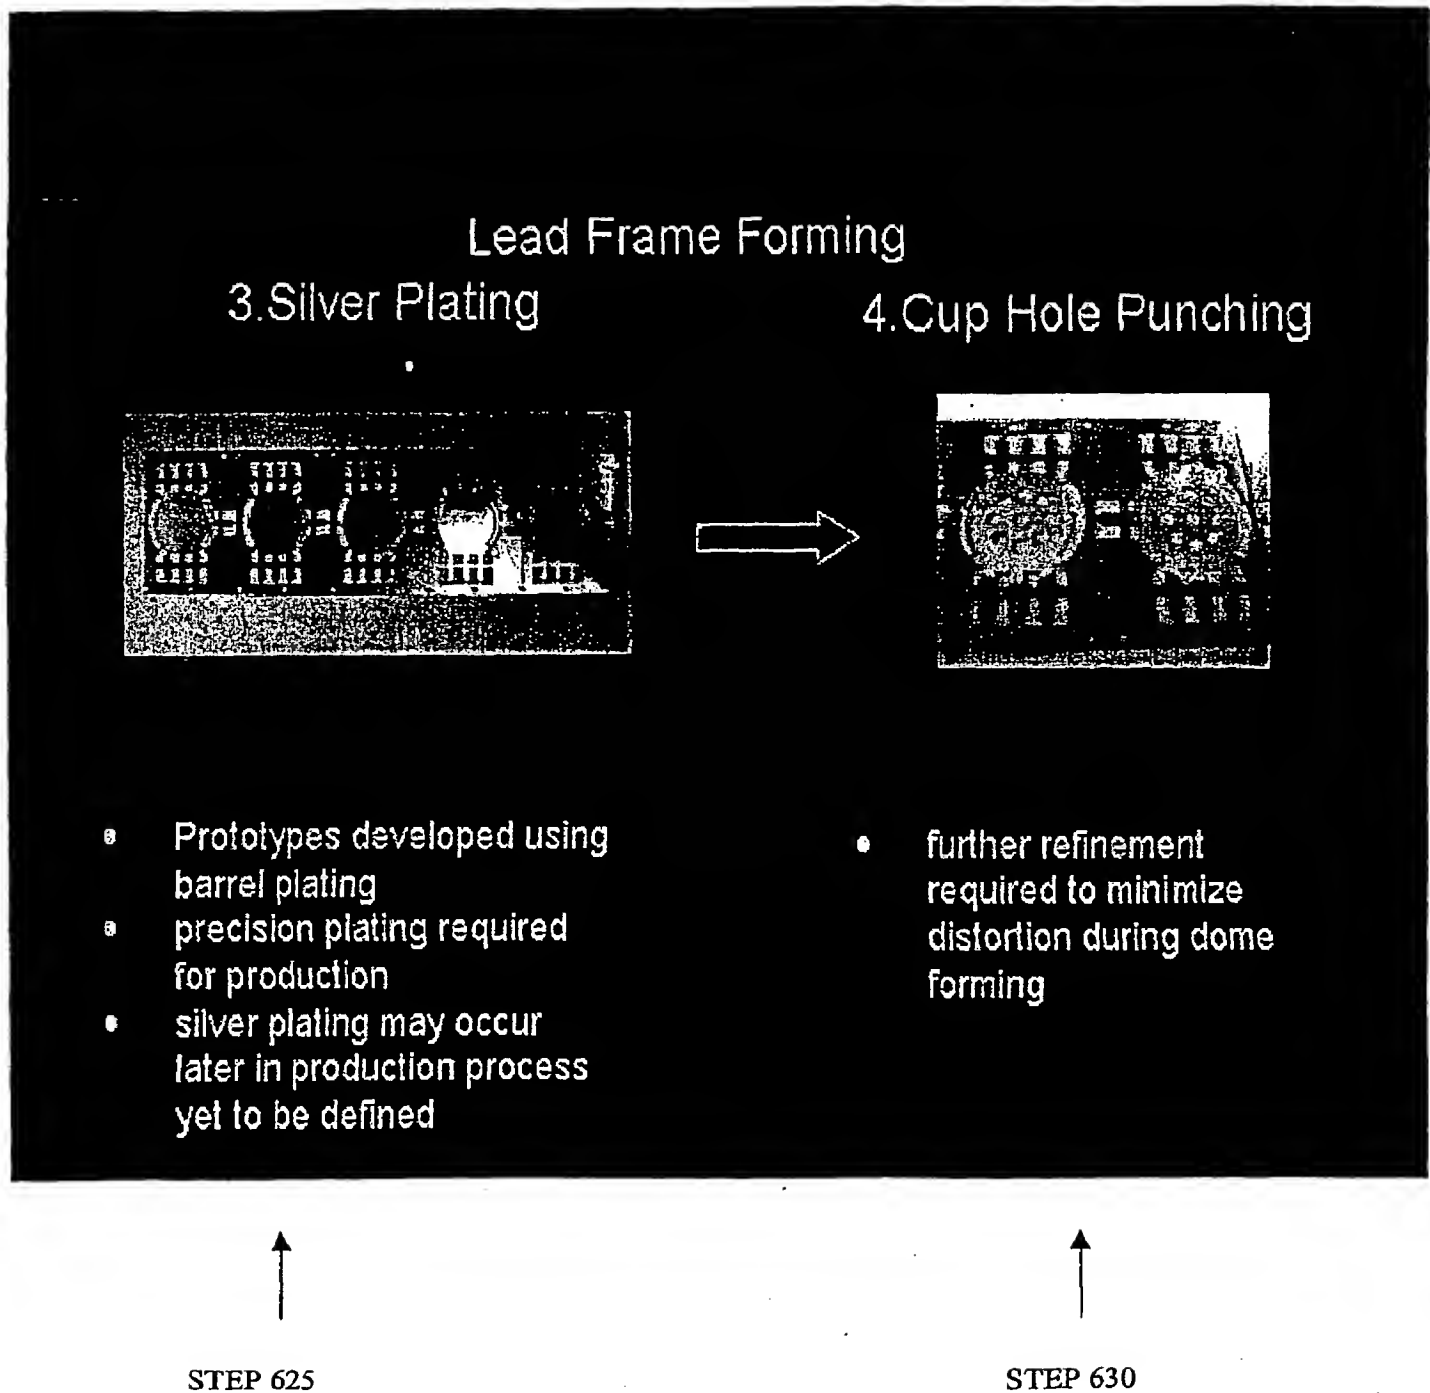 Lead Frame Forming
3.Silver Plating
4.Cup Hole Punching
• Prototypes developed using
barrel plating
• precision plating required
for production
• silver plating may occur
later in production process
yet to be defined
• further refinement
required to minimize
distortion during dome
forming
STEP 625
STEP 630